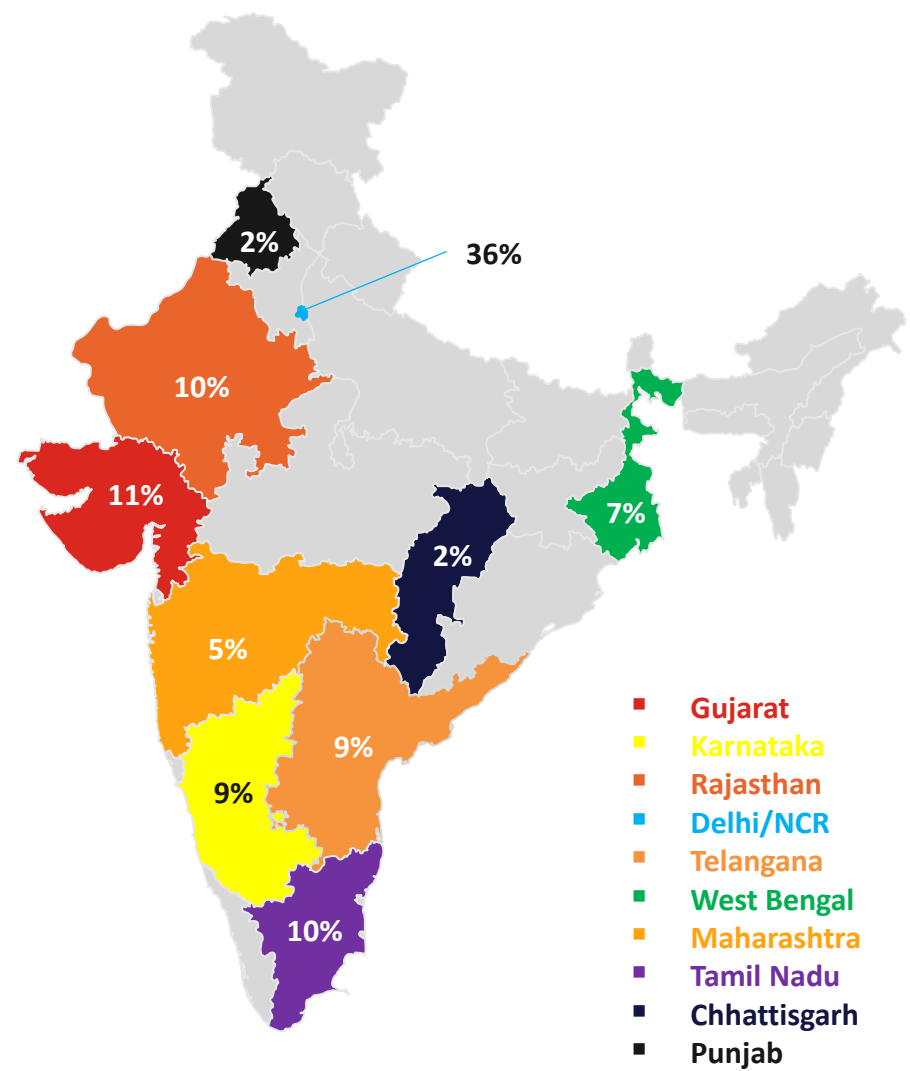 2%
36%
10%
11%
7%
2%
5%
9%
9%
10%
Gujarat
Karnataka
Rajasthan
Delhi/NCR
Telangana
West Bengal
Maharashtra
Tamil Nadu
Chhattisgarh
Punjab